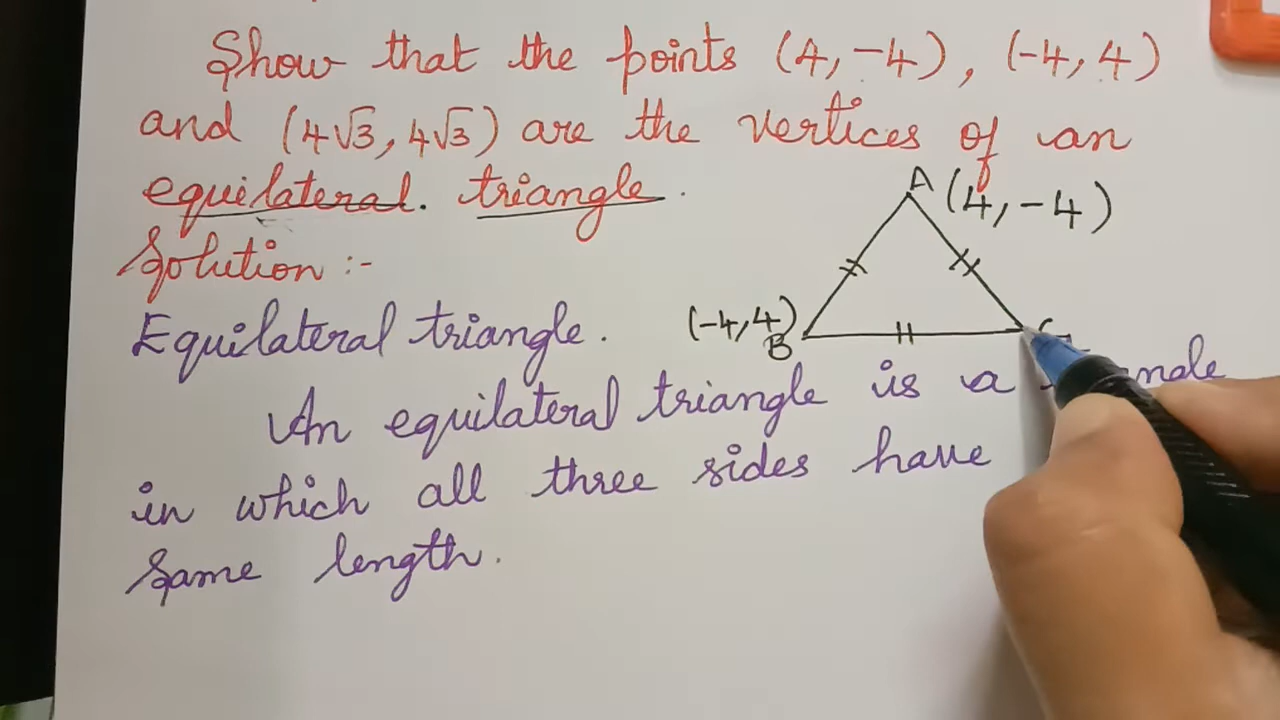 Show that the points (4, -4), (-4, 4)
and (4√3, 4√3) are the vertices of an
equilateral. triangle.
A (4, -4)
Solution :-
Equilateral triangle.
(-4, 4)
B
C
An equilateral triangle is a
in which all three sides have
same length.